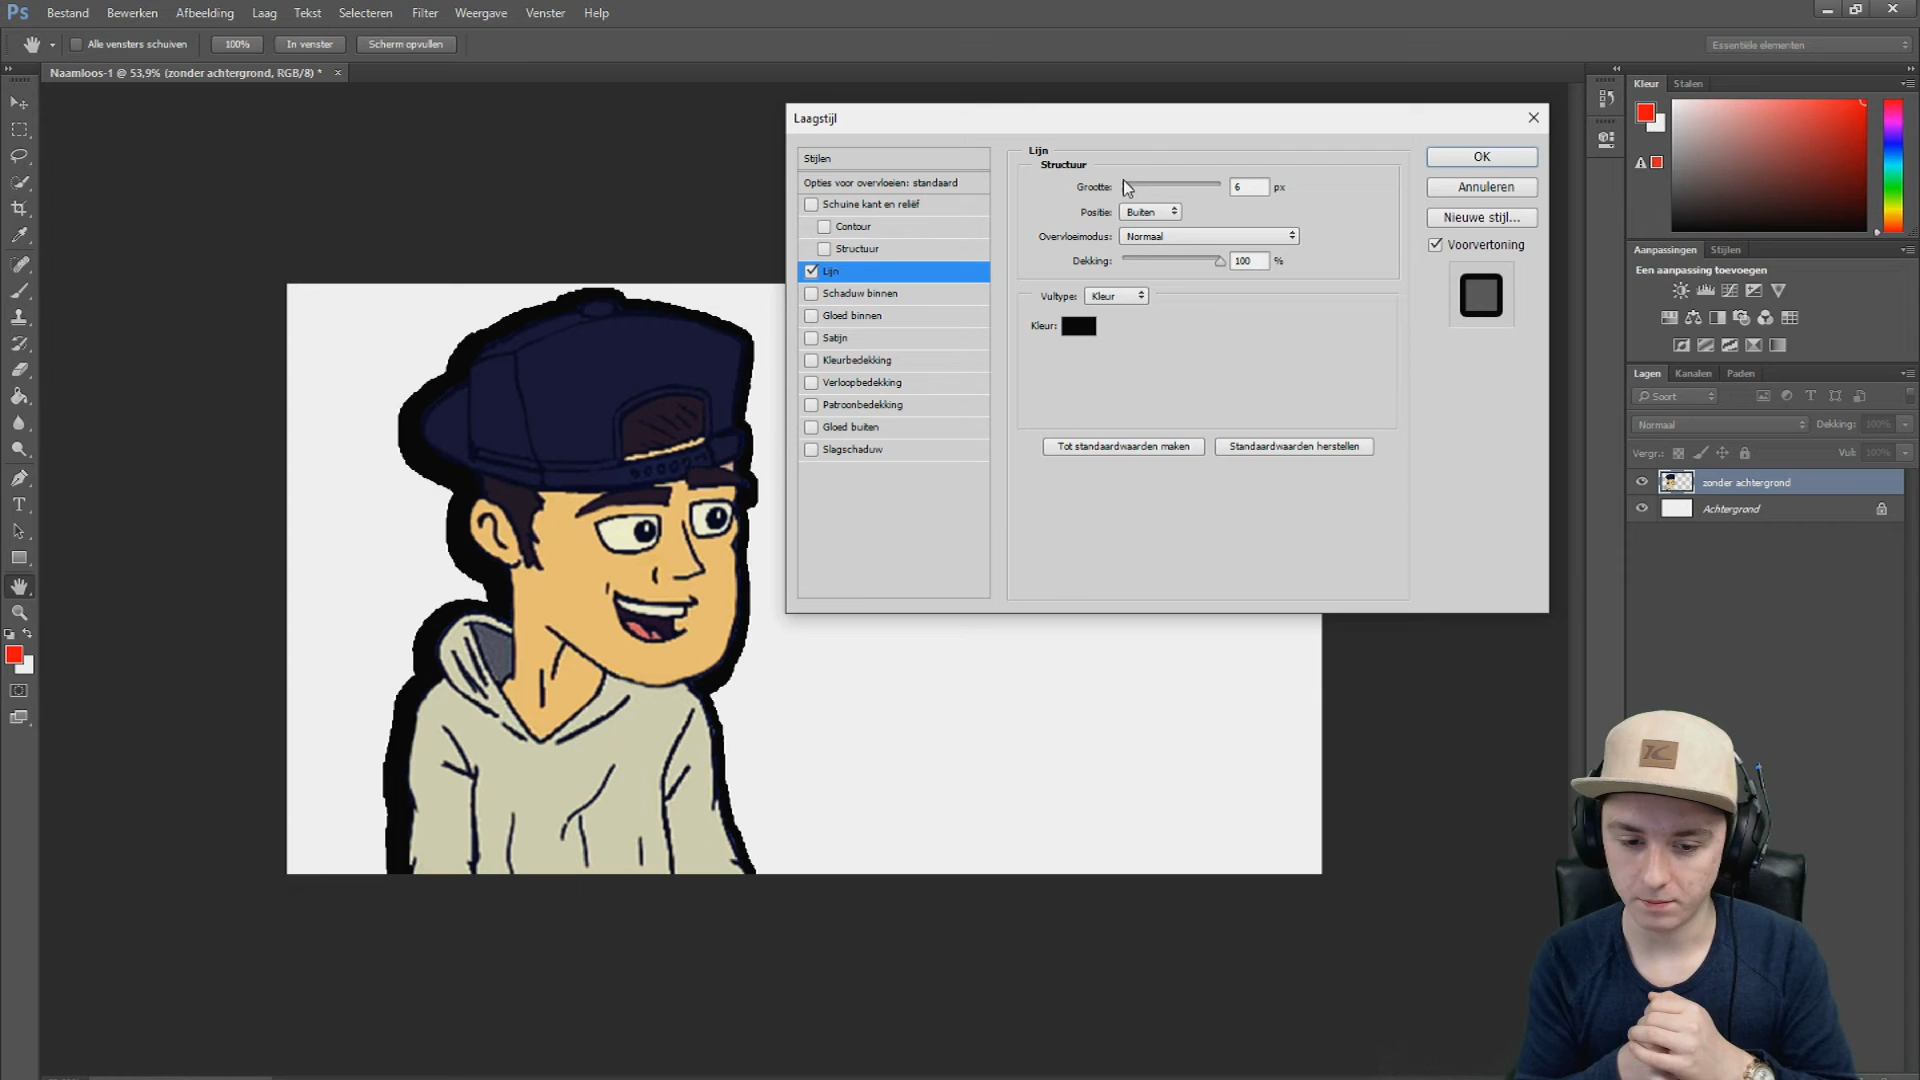 Ps Bestand Bewerken Afbeelding Laag Tekst Selecteren Filter Weergave Venster Help
Alle vensters schuiven 100% In venster Scherm opvullen Essentiële elementen
Naamloos-1 @ 53,9% (zonder achtergrond, RGB/8) * ×
Laagstijl
Stijlen
Opties voor overvloeien: standaard
Schuine kant en reliëf
Contour
Structuur
Lijn
Schaduw binnen
Gloed binnen
Satijn
Kleurbedekking
Verloopbedekking
Patroonbedekking
Gloed buiten
Slagschaduw
Lijn
Structuur
Grootte: 6 px
Positie: Buiten
Overvloeimodus: Normaal
Dekking: 100 %
Vultype: Kleur
Kleur:
Tot standaardwaarden maken Standaardwaarden herstellen
OK
Annuleren
Nieuwe stijl...
Voorvertoning
Kleur Stalen
Aanpassingen Stijlen
Een aanpassing toevoegen
Lagen Kanalen Paden
Soort
Normaal Dekking: 100%
Vergr.: Vul: 100%
zonder achtergrond
Achtergrond